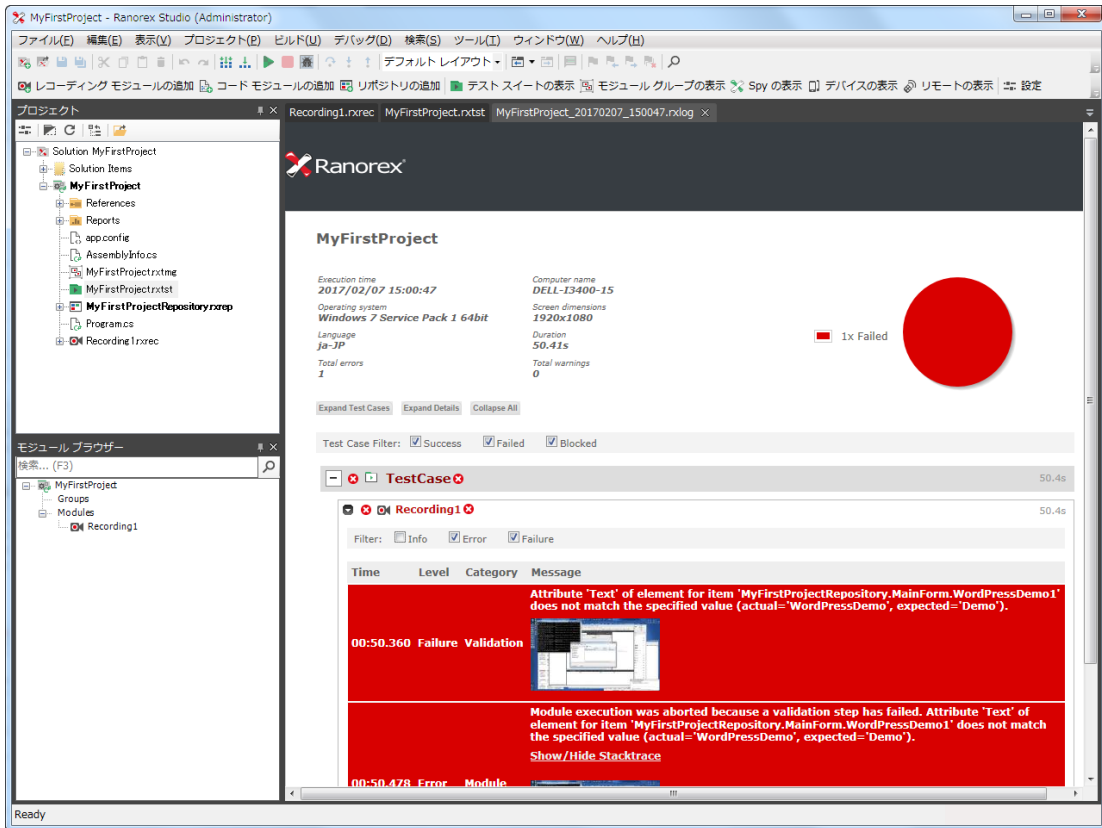 MyFirstProject - Ranorex Studio (Administrator)
ファイル(F) 編集(E) 表示(V) プロジェクト(P) ビルド(U) デバッグ(D) 検索(S) ツール(T) ウィンドウ(W) ヘルプ(H)
デフォルト レイアウト
レコーディング モジュールの追加 コード モジュールの追加 リポジトリの追加 テスト スイートの表示 モジュール グループの表示 Spy の表示 デバイスの表示 リモートの表示 設定
プロジェクト
Solution MyFirstProject
Solution Items
MyFirstProject
References
Reports
app.config
AssemblyInfo.cs
MyFirstProject.rxtmg
MyFirstProject.rxtst
MyFirstProjectRepository.rxrep
Program.cs
Recording1.rxrec
モジュール ブラウザー
検索... (F3)
MyFirstProject
Groups
Modules
Recording1
Recording1.rxrec MyFirstProject.rxtst MyFirstProject_20170207_150047.rxlog
Ranorex
MyFirstProject
Execution time Computer name
2017/02/07 15:00:47 DELL-I3400-15
Operating system Screen dimensions
Windows 7 Service Pack 1 64bit 1920x1080
Language Duration
ja-JP 50.41s
Total errors Total warnings
1 0
1x Failed
Expand Test Cases Expand Details Collapse All
Test Case Filter: Success Failed Blocked
TestCase 50.4s
Recording1 50.4s
Filter: Info Error Failure
Time Level Category Message
Attribute 'Text' of element for item 'MyFirstProjectRepository.MainForm.WordPressDemo1'
does not match the specified value (actual='WordPressDemo', expected='Demo').
00:50.360 Failure Validation
Module execution was aborted because a validation step has failed. Attribute 'Text' of
element for item 'MyFirstProjectRepository.MainForm.WordPressDemo1' does not match
the specified value (actual='WordPressDemo', expected='Demo').
Show/Hide Stacktrace
00:50.478 Error Module
Ready